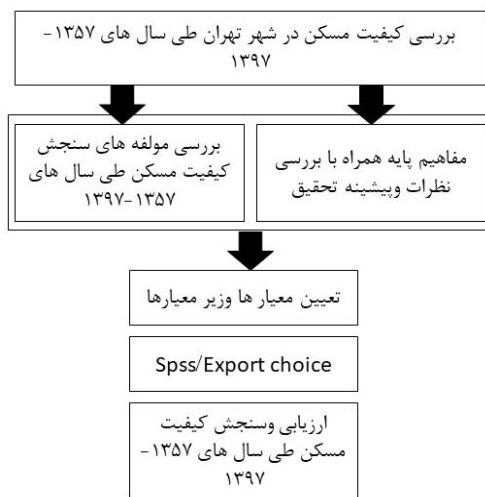 بررسی کیفیت مسکن در شهر تهران طی سال های ۱۳۵۷-
۱۳۹۷
مفاهیم پایه همراه با بررسی
نظرات وپیشینه تحقیق
بررسی مولفه های سنجش
کیفیت مسکن طی سال های
۱۳۵۷-۱۳۹۷
تعیین معیار ها وزیر معیارها
Spss/Export choice
ارزیابی وسنجش کیفیت
مسکن طی سال های ۱۳۵۷-
۱۳۹۷